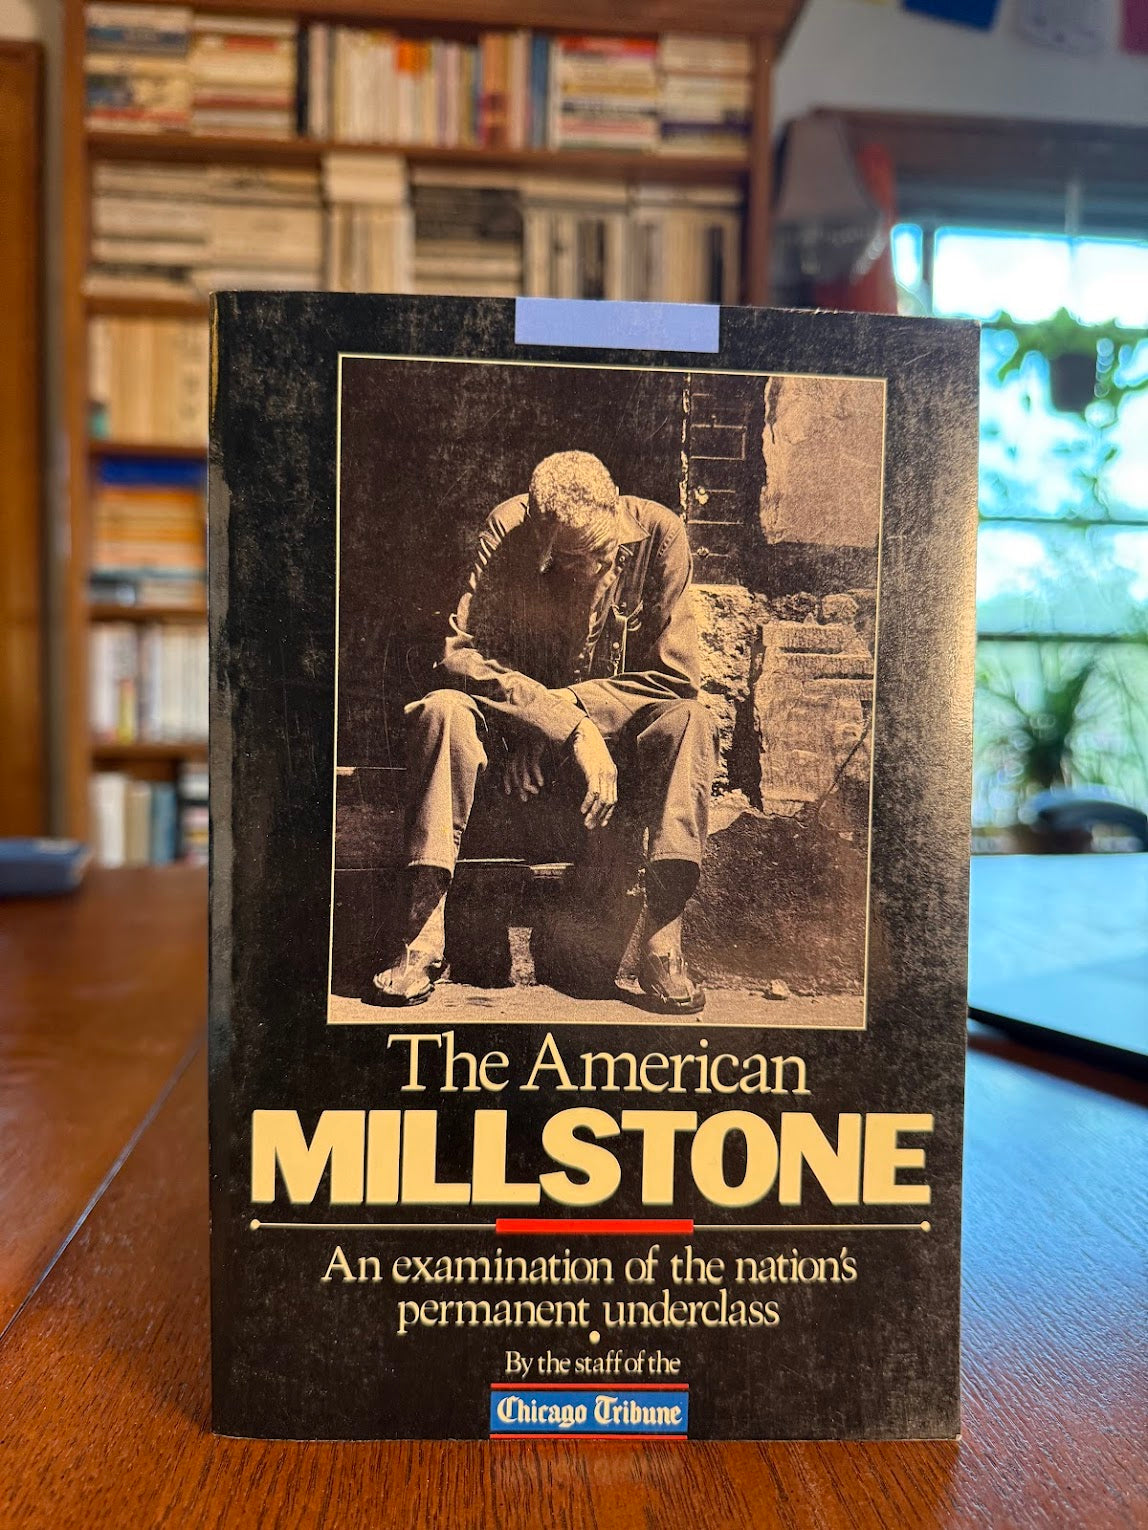 The American
MILLSTONE
An examination of the nation's
permanent underclass
By the staff of the
Chicago Tribune